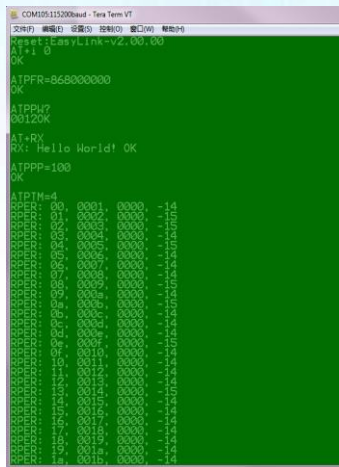 COM105:115200baud - Tera Term VT
文件(F) 编辑(E) 设置(S) 控制(O) 窗口(W) 帮助(H)
Reset:EasyLink-v2.00.00
AT+i 0
OK
ATPFR=868000000
OK
ATPPW?
00120K
AT+RX
RX: Hello World! OK
ATPPP=100
OK
ATPTM=4
RPER: 00, 0001, 0000, -14
RPER: 01, 0002, 0000, -15
RPER: 02, 0003, 0000, -14
RPER: 03, 0004, 0000, -15
RPER: 04, 0005, 0000, -15
RPER: 05, 0006, 0000, -14
RPER: 06, 0007, 0000, -14
RPER: 07, 0008, 0000, -14
RPER: 08, 0009, 0000, -15
RPER: 09, 000a, 0000, -14
RPER: 0a, 000b, 0000, -15
RPER: 0b, 000c, 0000, -14
RPER: 0c, 000d, 0000, -14
RPER: 0d, 000e, 0000, -14
RPER: 0e, 000f, 0000, -15
RPER: 0f, 0010, 0000, -14
RPER: 10, 0011, 0000, -14
RPER: 11, 0012, 0000, -14
RPER: 12, 0013, 0000, -14
RPER: 13, 0014, 0000, -15
RPER: 14, 0015, 0000, -14
RPER: 15, 0016, 0000, -14
RPER: 16, 0017, 0000, -14
RPER: 17, 0018, 0000, -14
RPER: 18, 0019, 0000, -14
RPER: 19, 001a, 0000, -14
RPER: 1a, 001b, 0000, -14